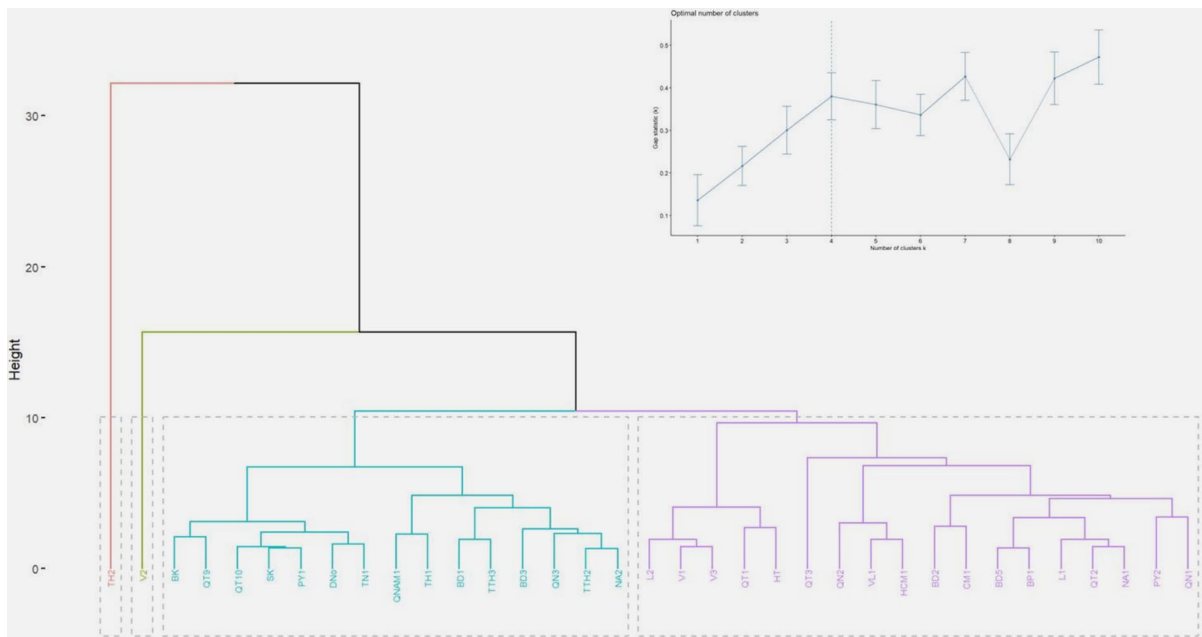 Optimal number of clusters
0.5
0.4
0.3
0.2
0.1
Gap statistic (k)
1 2 3 4 5 6 7 8 9 10
Number of clusters k
Height
30
20
10
0
TH2 V2 BK QT9 QT10 SK PY1 DN6 TN1 QNAM1 TH1 BD1 TTH3 BD3 QN3 TTH2 NA2 L2 V1 V3 QT1 HT QT3 QN2 VL1 HCM1 BD2 CM1 BD5 BP1 L1 QT2 NA1 PY2 QN1